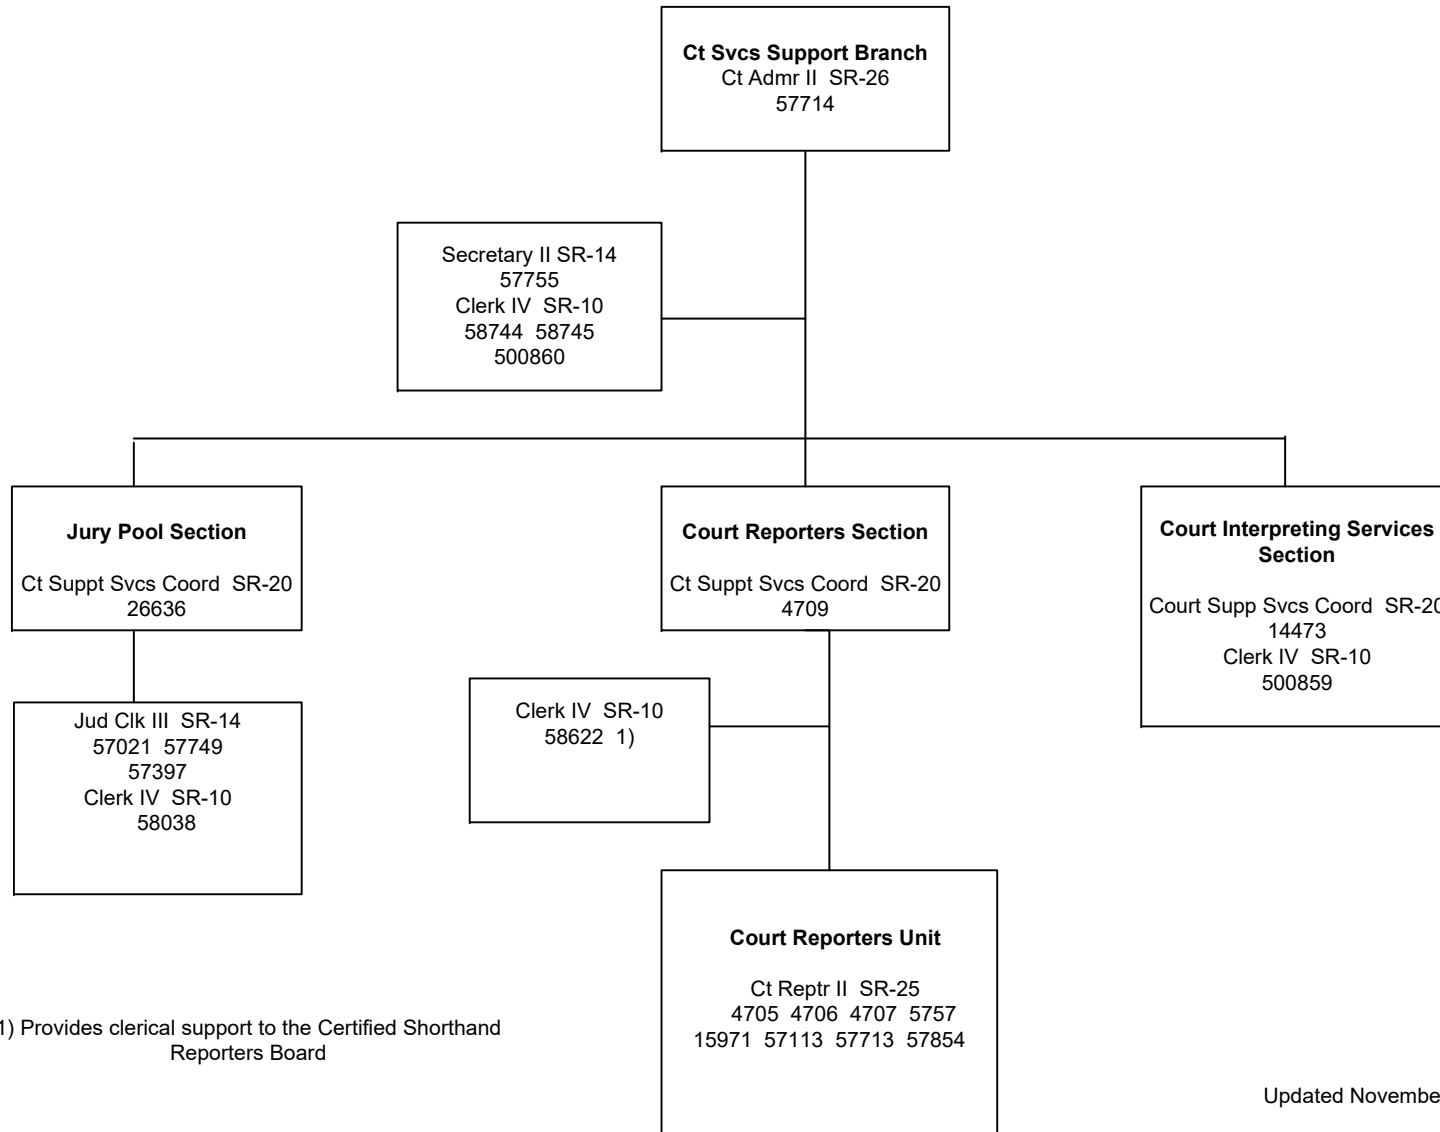 Ct Svcs Support Branch
Ct Admr II  SR-26
57714
Secretary II SR-14
57755
Clerk IV  SR-10
58744  58745
500860
Jury Pool Section
Ct Suppt Svcs Coord  SR-20
26636
Jud Clk III  SR-14
57021  57749
57397
Clerk IV  SR-10
58038
Court Reporters Section
Ct Suppt Svcs Coord  SR-20
4709
Clerk IV  SR-10
58622  1)
Court Reporters Unit
Ct Reptr II  SR-25
4705  4706  4707  5757
15971  57113  57713  57854
Court Interpreting Services
Section
Court Supp Svcs Coord  SR-20
14473
Clerk IV  SR-10
500859
1) Provides clerical support to the Certified Shorthand
Reporters Board
Updated Novembe